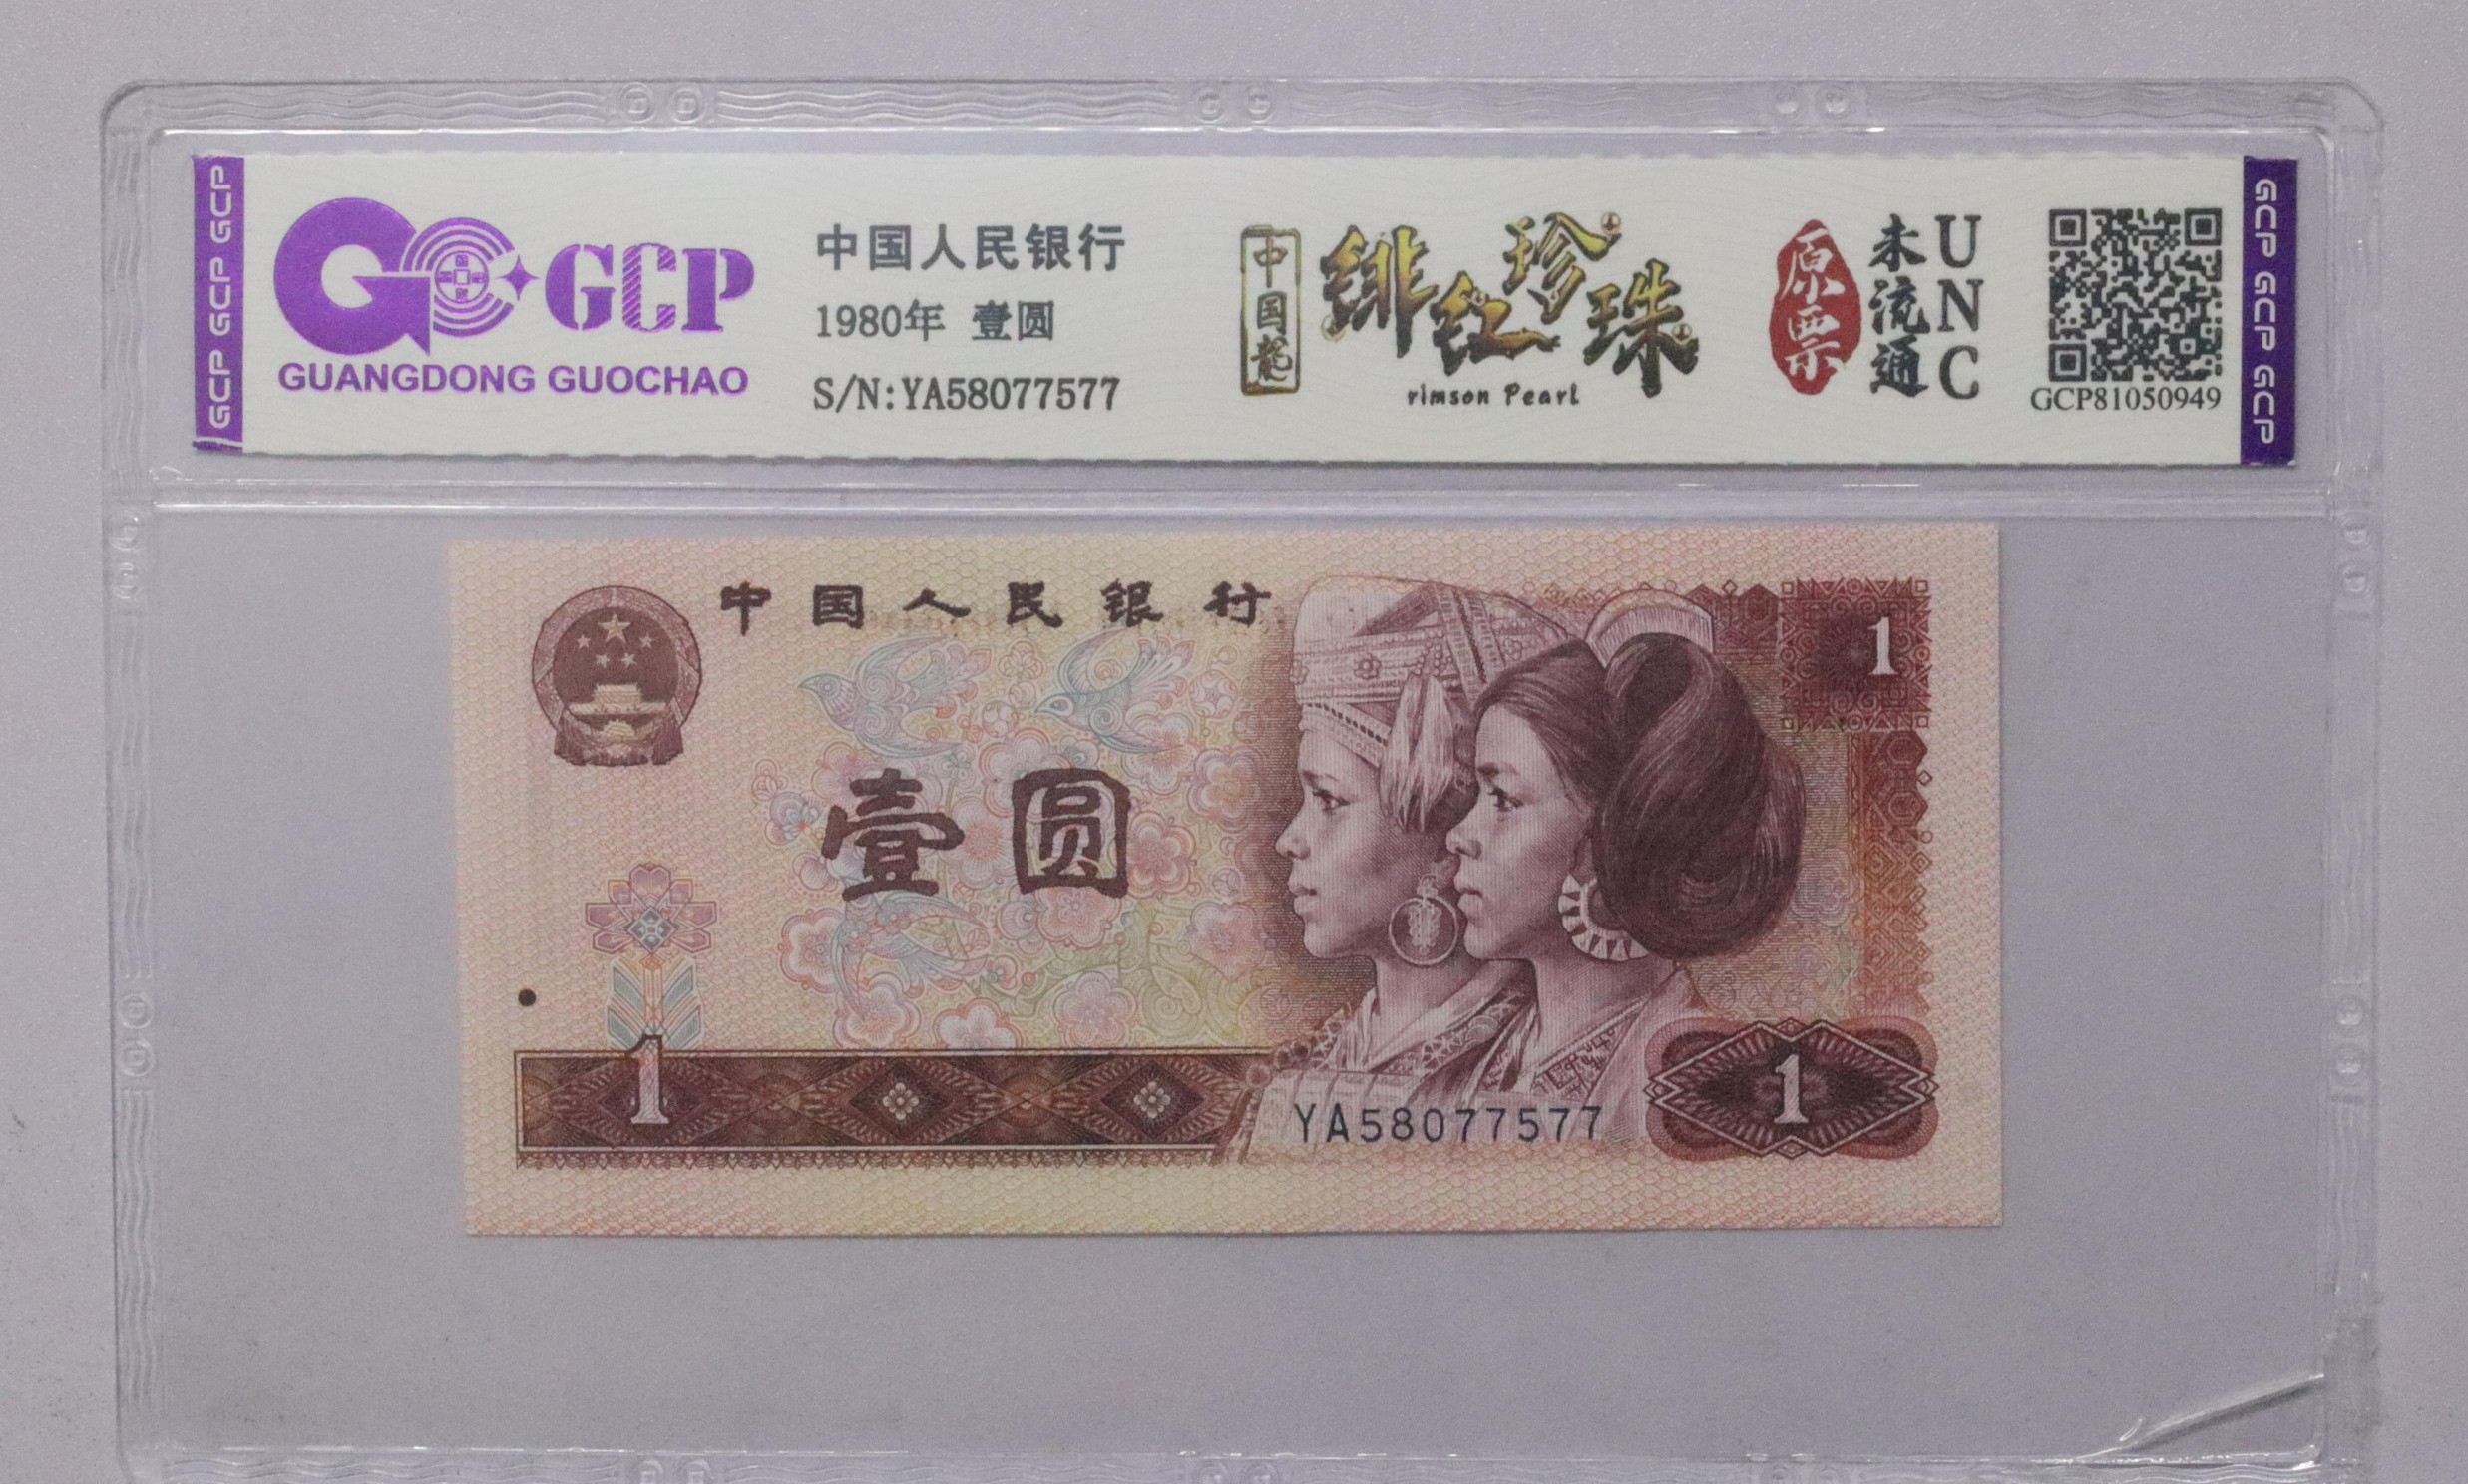 GCP GCP GCP
GCP
GUANGDONG GUOCHAO
中国人民银行
1980年 壹圆
S/N:YA58077577
中国龍
绯红珍珠
rimson Pearl
原票
未流通
UNC
GCP81050949
GCP GCP GCP
中国人民银行
1
壹圆
1
1
YA58077577